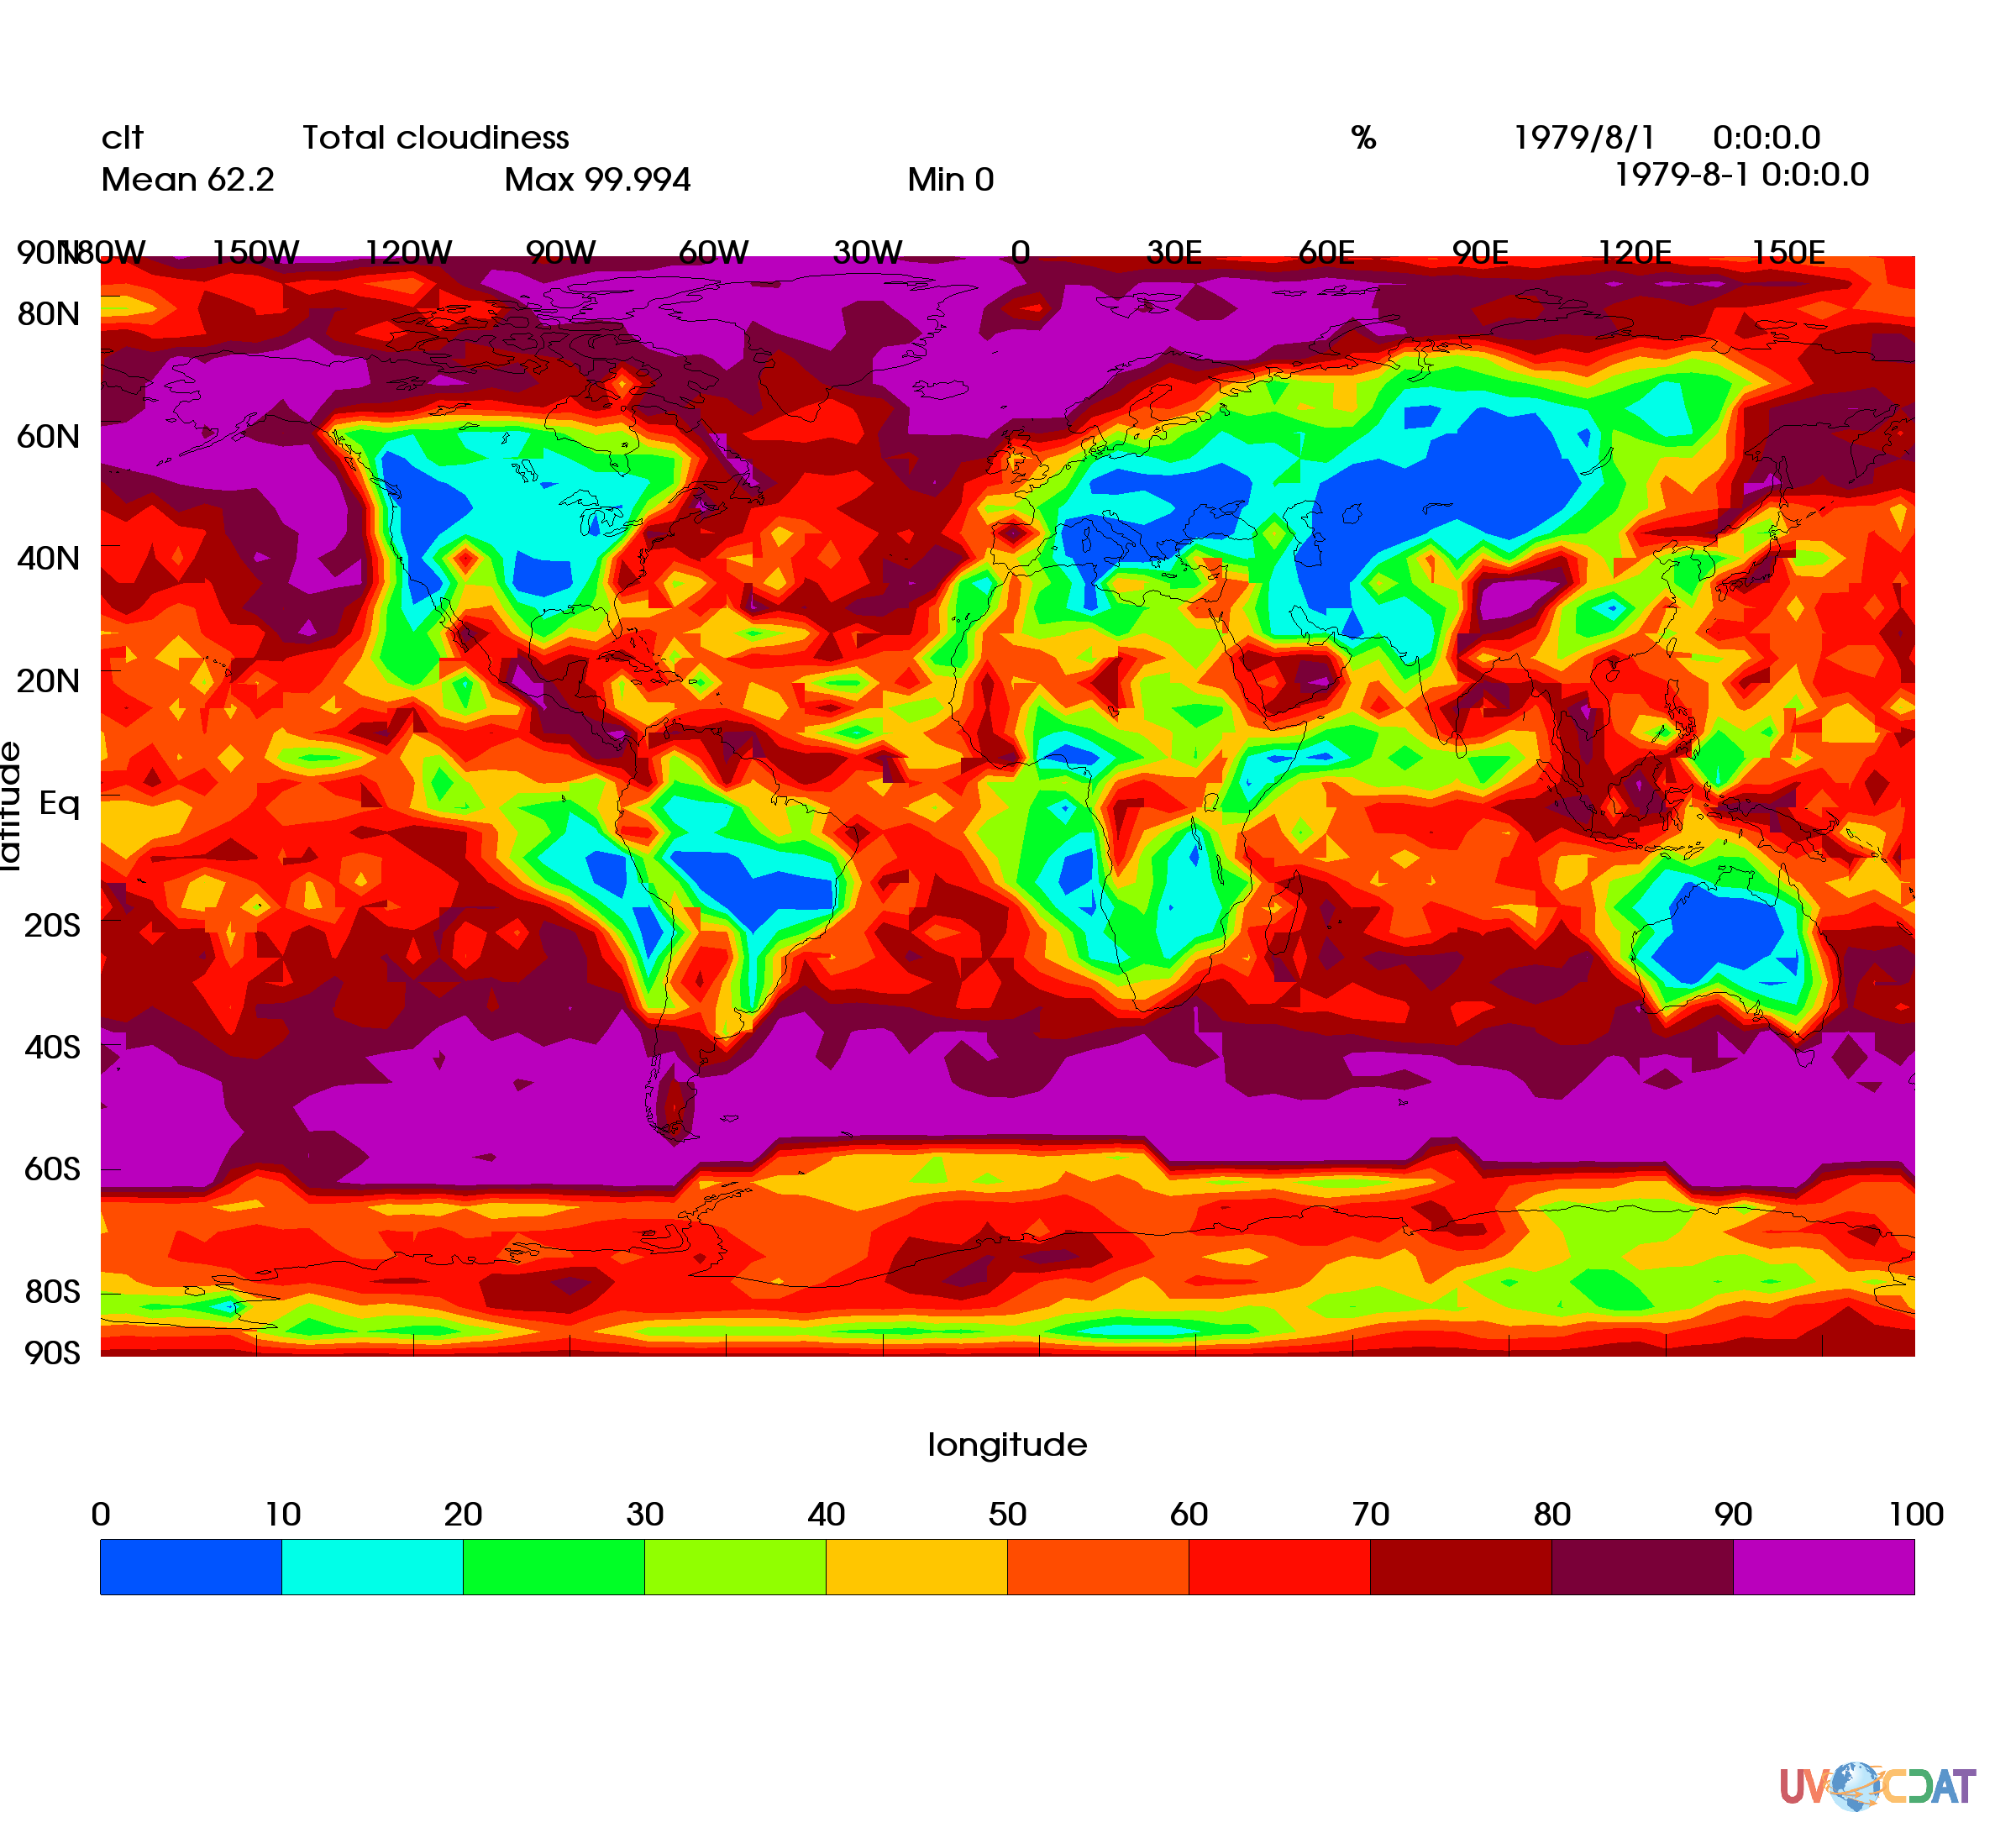 clt Total cloudiness % 1979/8/1 0:0:0.0
Mean 62.2 Max 99.994 Min 0 1979-8-1 0:0:0.0
180W 150W 120W 90W 60W 30W 0 30E 60E 90E 120E 150E
90N
80N
60N
40N
20N
latitude
Eq
20S
40S
60S
80S
90S
longitude
0 10 20 30 40 50 60 70 80 90 100
UV CDAT